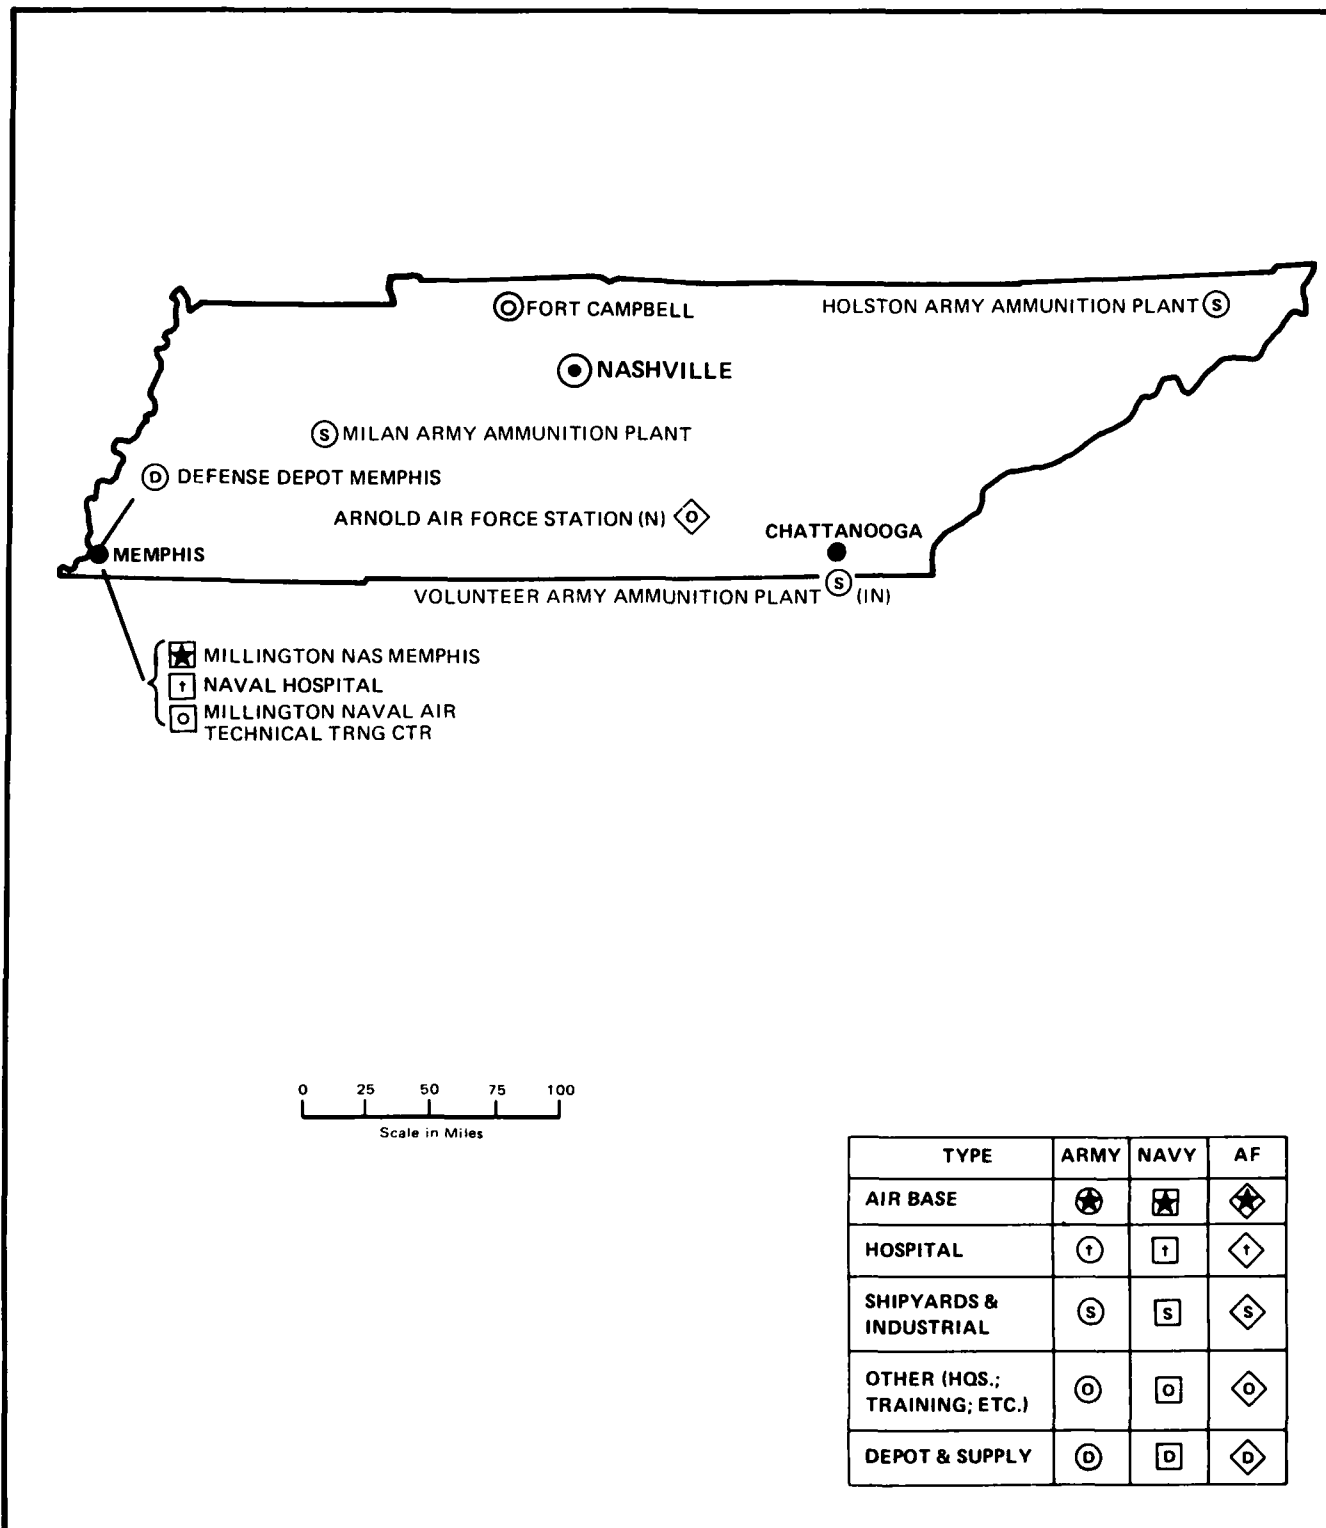 O FORT CAMPBELL
HOLSTON ARMY AMMUNITION PLANT S
NASHVILLE
S MILAN ARMY AMMUNITION PLANT
D DEFENSE DEPOT MEMPHIS
ARNOLD AIR FORCE STATION (N) O
CHATTANOOGA
MEMPHIS
VOLUNTEER ARMY AMMUNITION PLANT S (IN)
MILLINGTON NAS MEMPHIS
NAVAL HOSPITAL
O MILLINGTON NAVAL AIR
TECHNICAL TRNG CTR
0 25 50 75 100
Scale in Miles
TYPE ARMY NAVY AF
AIR BASE
HOSPITAL
SHIPYARDS &
INDUSTRIAL S S S
OTHER (HQS.;
TRAINING; ETC.) O O O
DEPOT & SUPPLY D D D